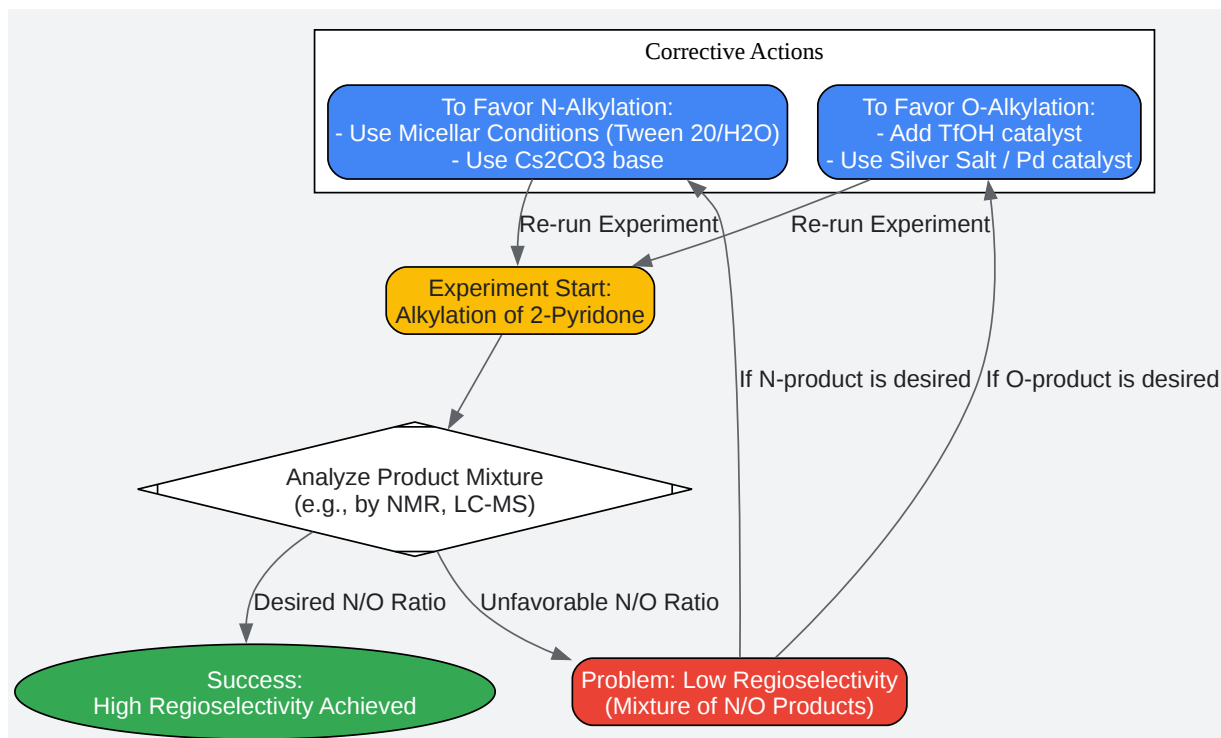 Corrective Actions
To Favor N-Alkylation:
- Use Micellar Conditions (Tween 20/H2O)
- Use Cs2CO3 base
To Favor O-Alkylation:
- Add TfOH catalyst
- Use Silver Salt / Pd catalyst
Re-run Experiment
Re-run Experiment
Experiment Start:
Alkylation of 2-Pyridone
If N-product is desired
If O-product is desired
Analyze Product Mixture
(e.g., by NMR, LC-MS)
Desired N/O Ratio
Unfavorable N/O Ratio
Success:
High Regioselectivity Achieved
Problem: Low Regioselectivity
(Mixture of N/O Products)